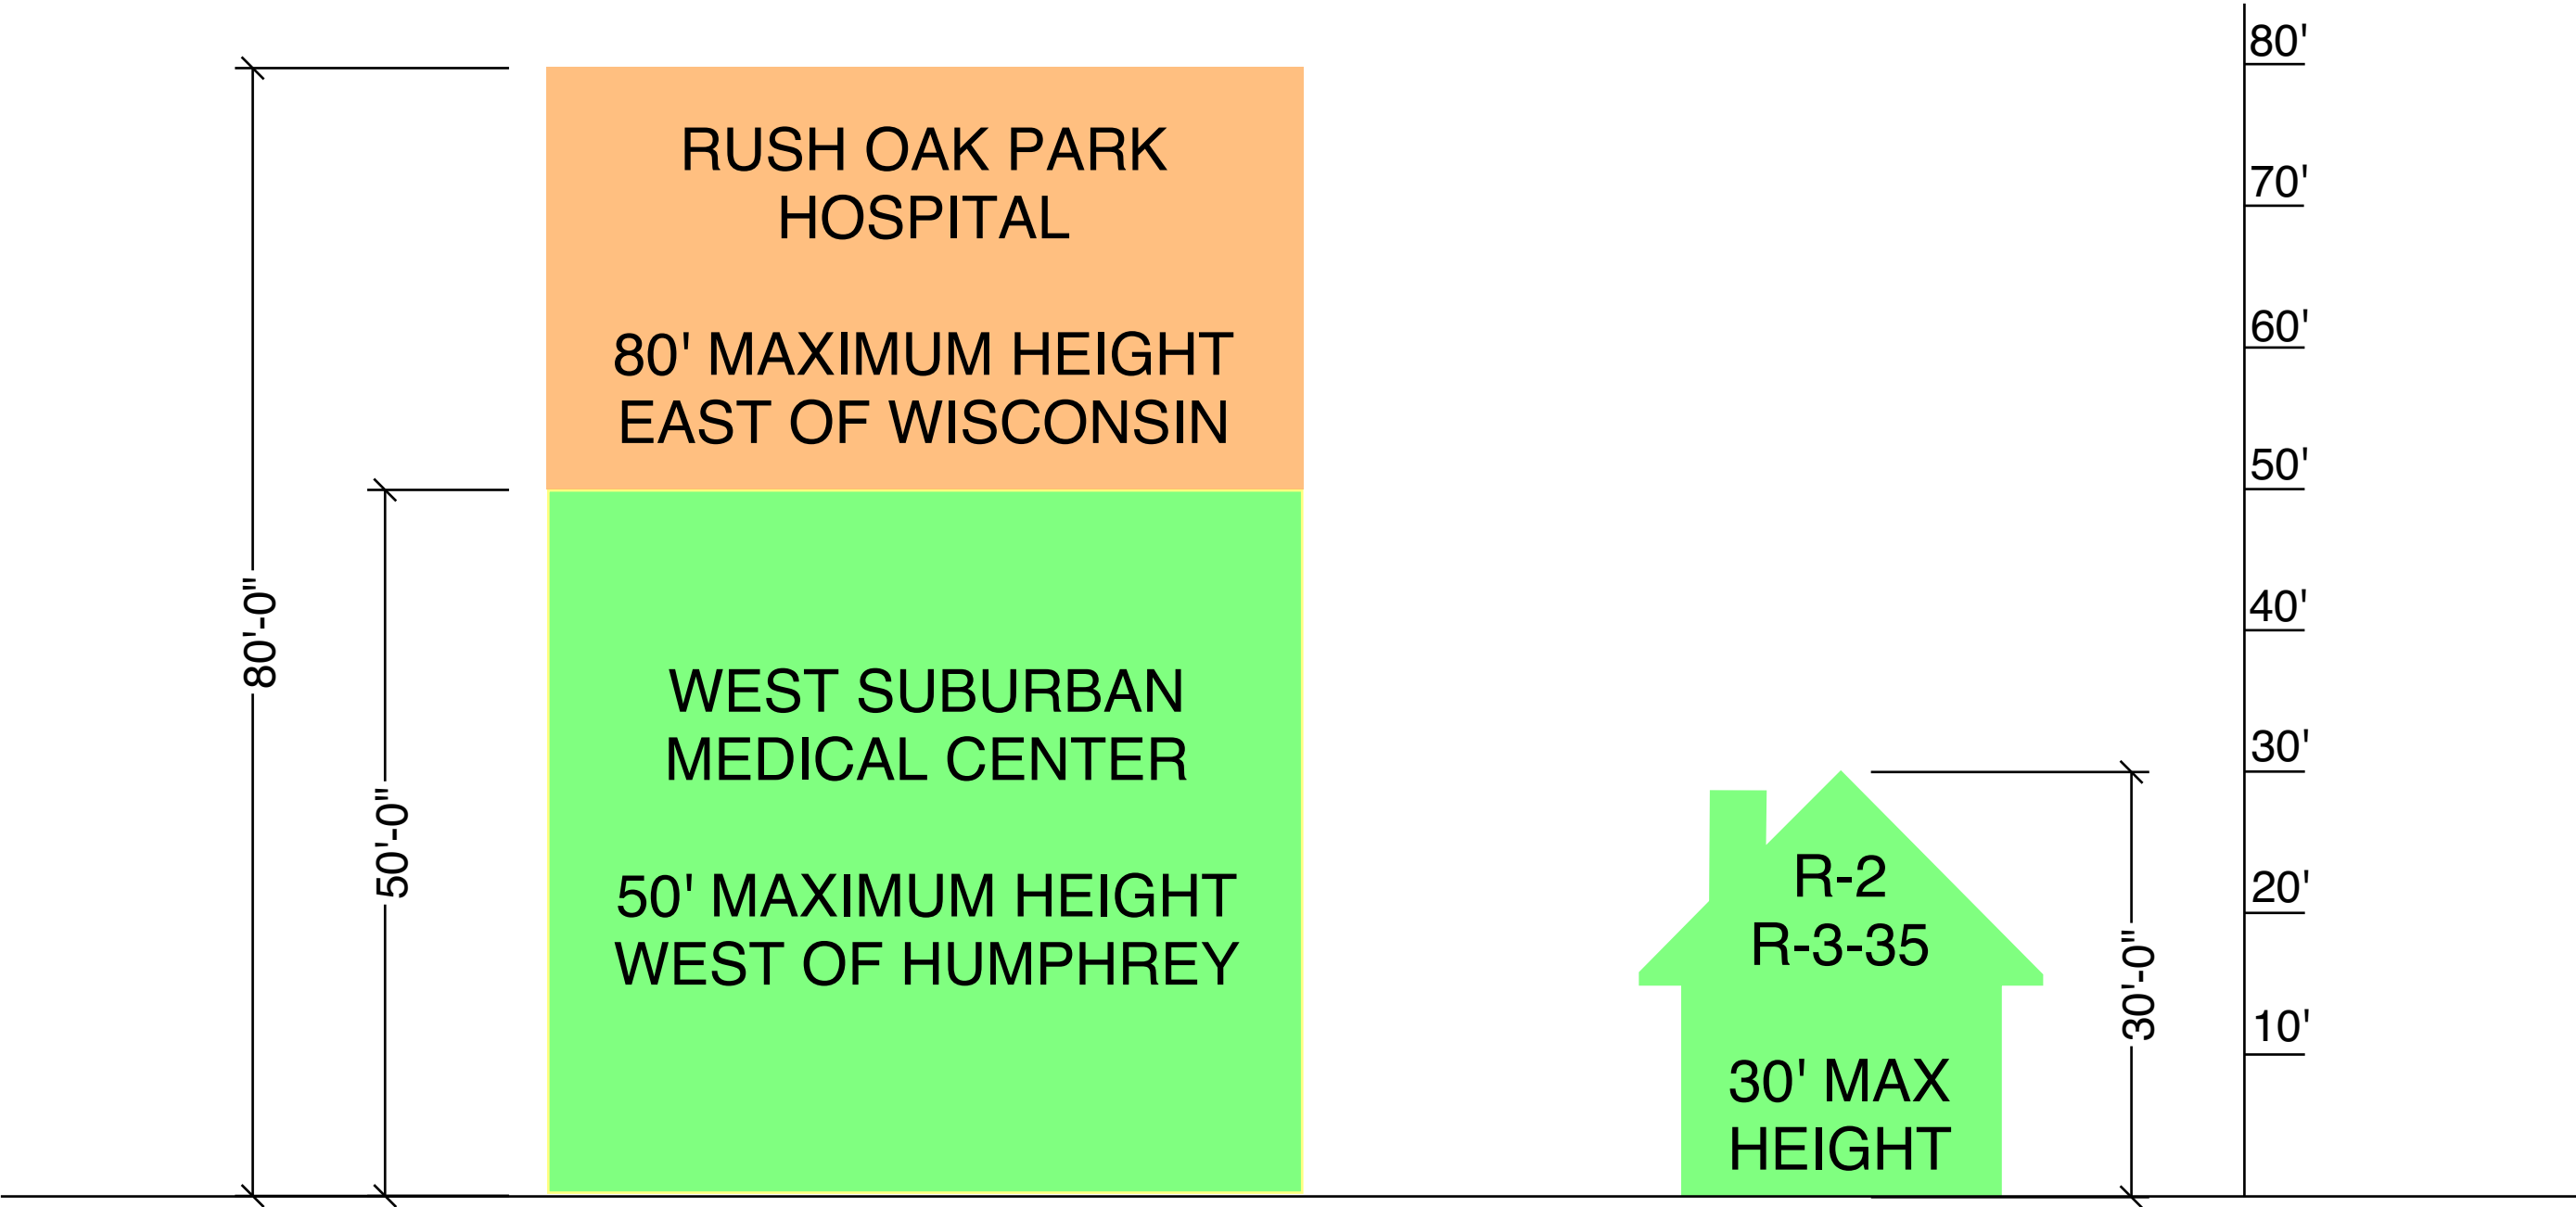 80'-0"
50'-0"
RUSH OAK PARK
HOSPITAL
80' MAXIMUM HEIGHT
EAST OF WISCONSIN
WEST SUBURBAN
MEDICAL CENTER
50' MAXIMUM HEIGHT
WEST OF HUMPHREY
R-2
R-3-35
30' MAX
HEIGHT
30'-0"
80'
70'
60'
50'
40'
30'
20'
10'